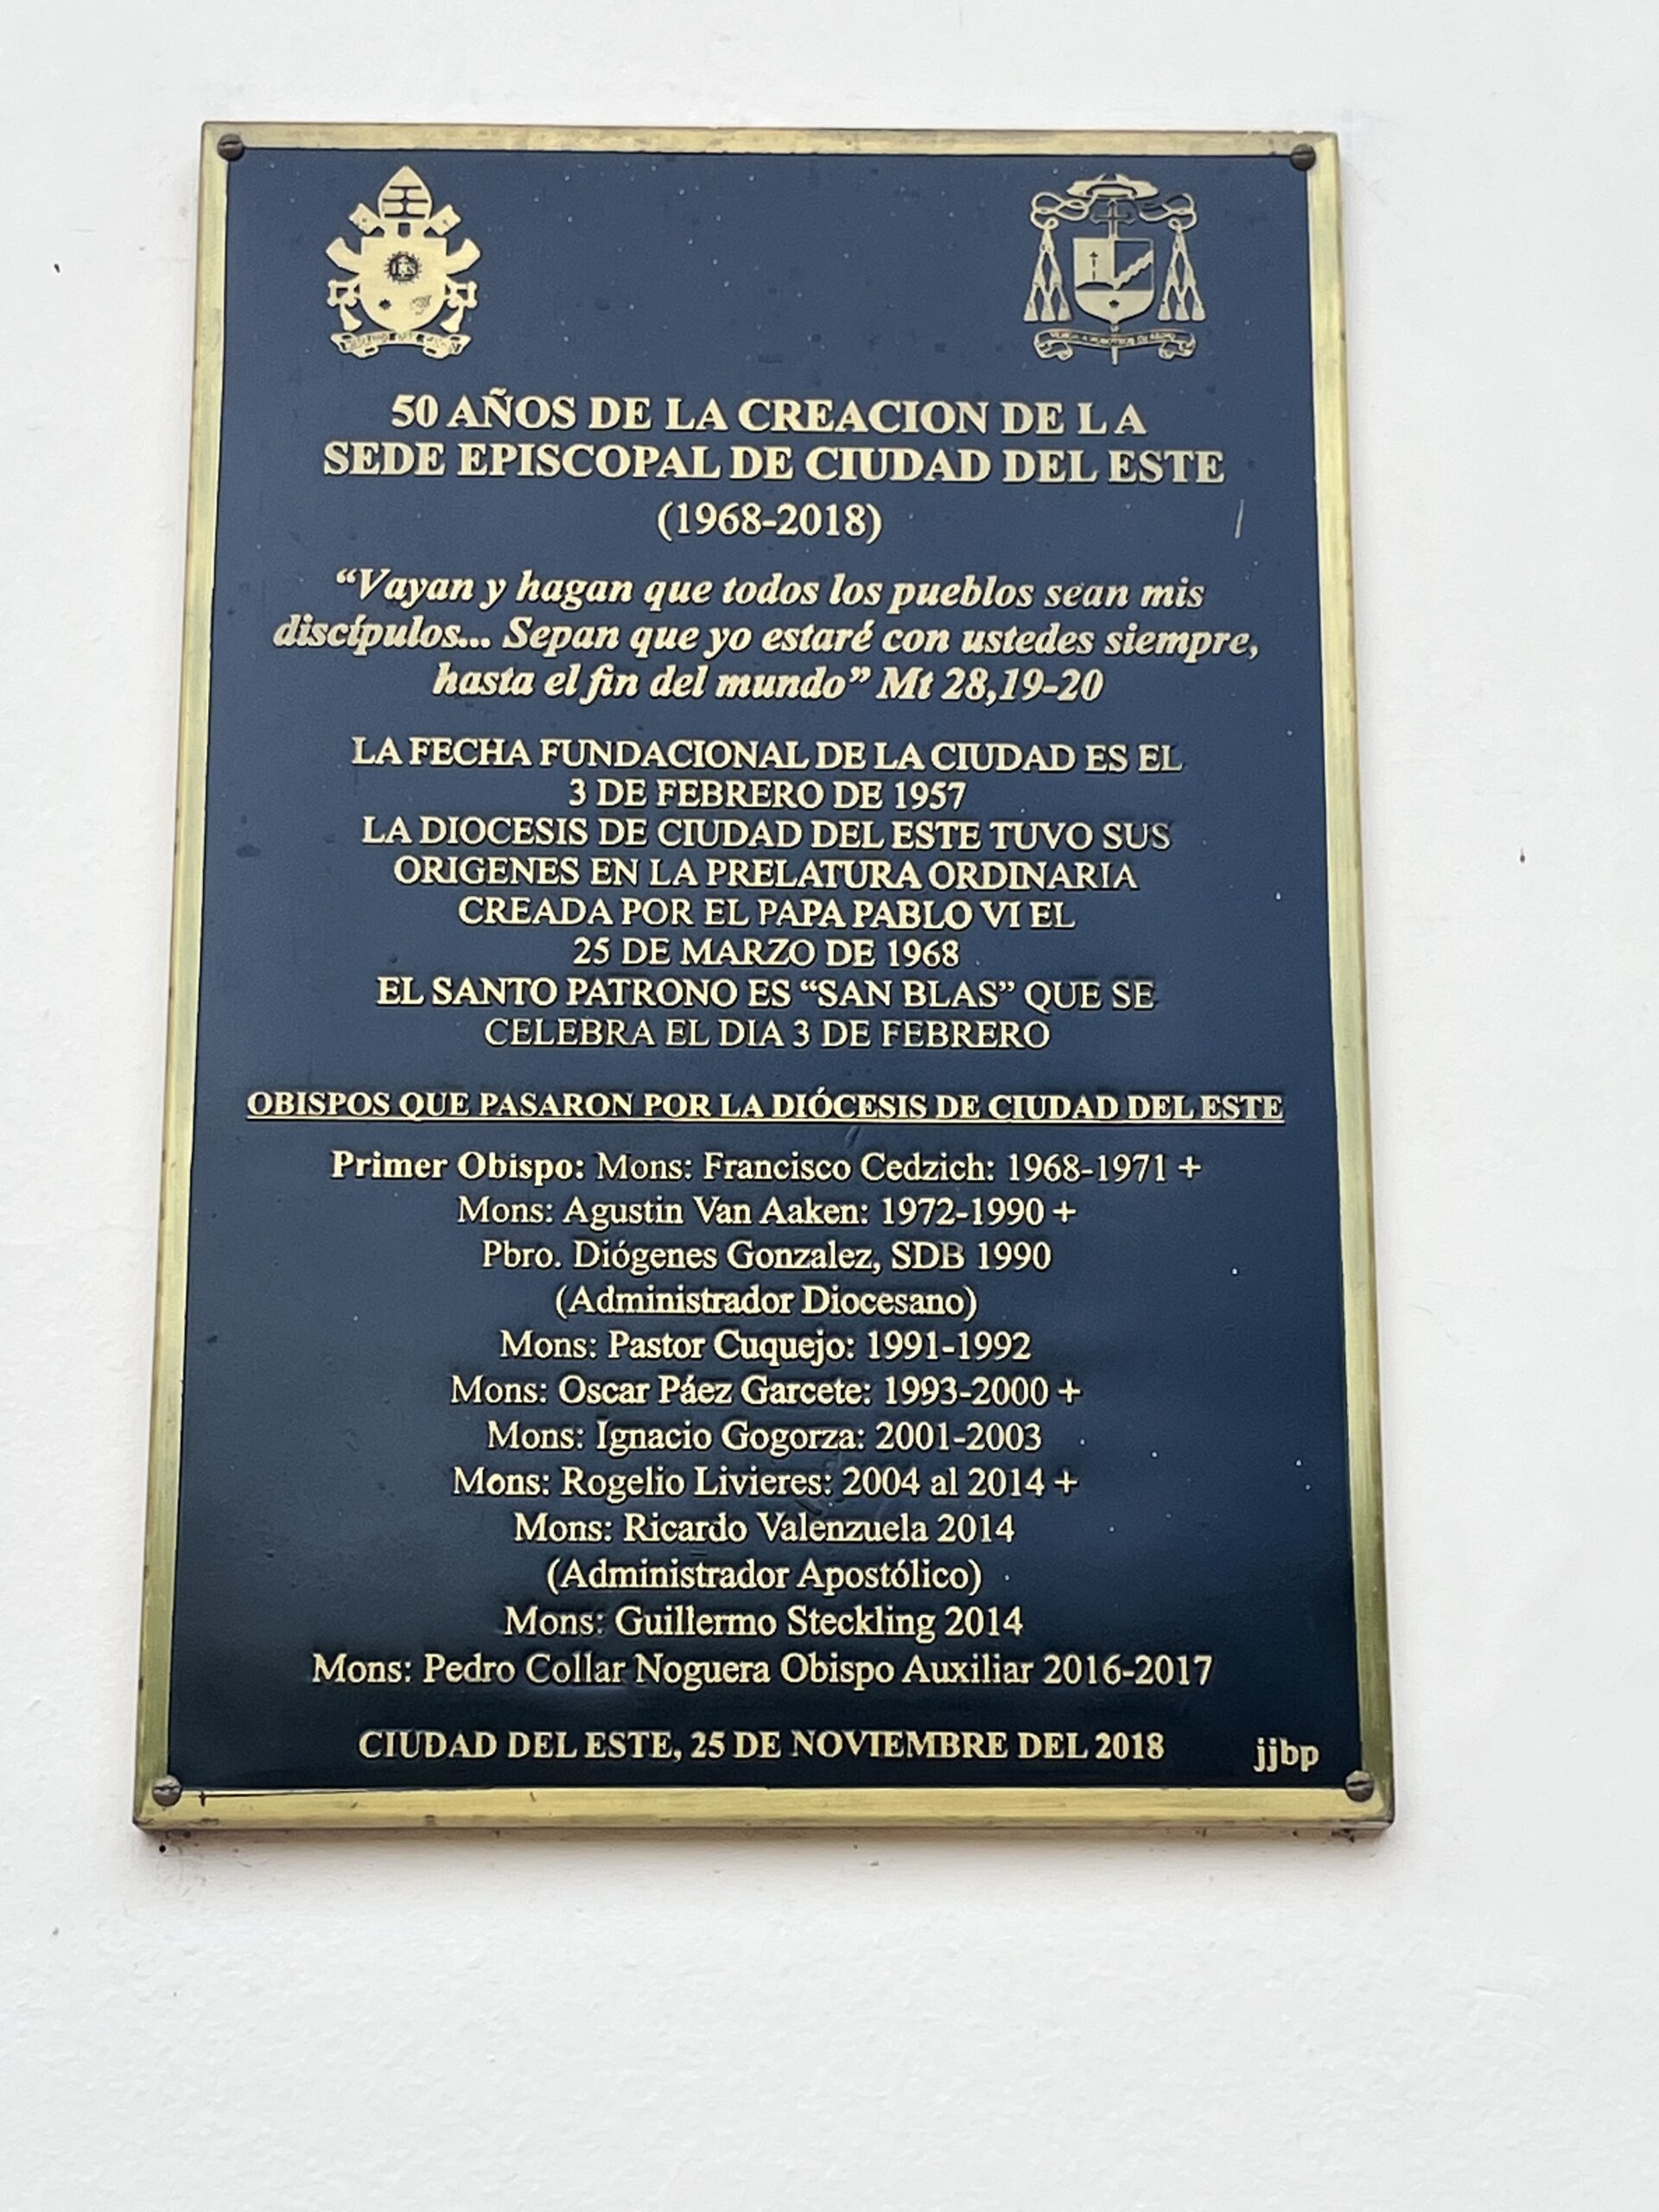 50 AÑOS DE LA CREACION DE LA
SEDE EPISCOPAL DE CIUDAD DEL ESTE
(1968-2018)
“Vayan y hagan que todos los pueblos sean mis
discípulos... Sepan que yo estaré con ustedes siempre,
hasta el fin del mundo” Mt 28,19-20
LA FECHA FUNDACIONAL DE LA CIUDAD ES EL
3 DE FEBRERO DE 1957
LA DIOCESIS DE CIUDAD DEL ESTE TUVO SUS
ORIGENES EN LA PRELATURA ORDINARIA
CREADA POR EL PAPA PABLO VI EL
25 DE MARZO DE 1968
EL SANTO PATRONO ES “SAN BLAS” QUE SE
CELEBRA EL DIA 3 DE FEBRERO
OBISPOS QUE PASARON POR LA DIÓCESIS DE CIUDAD DEL ESTE
Primer Obispo: Mons: Francisco Cedzich: 1968-1971 +
Mons: Agustin Van Aaken: 1972-1990 +
Pbro. Diógenes Gonzalez, SDB 1990
(Administrador Diocesano)
Mons: Pastor Cuquejo: 1991-1992
Mons: Oscar Páez Garcete: 1993-2000 +
Mons: Ignacio Gogorza: 2001-2003
Mons: Rogelio Livieres: 2004 al 2014 +
Mons: Ricardo Valenzuela 2014
(Administrador Apostólico)
Mons: Guillermo Steckling 2014
Mons: Pedro Collar Noguera Obispo Auxiliar 2016-2017
CIUDAD DEL ESTE, 25 DE NOVIEMBRE DEL 2018
jjbp